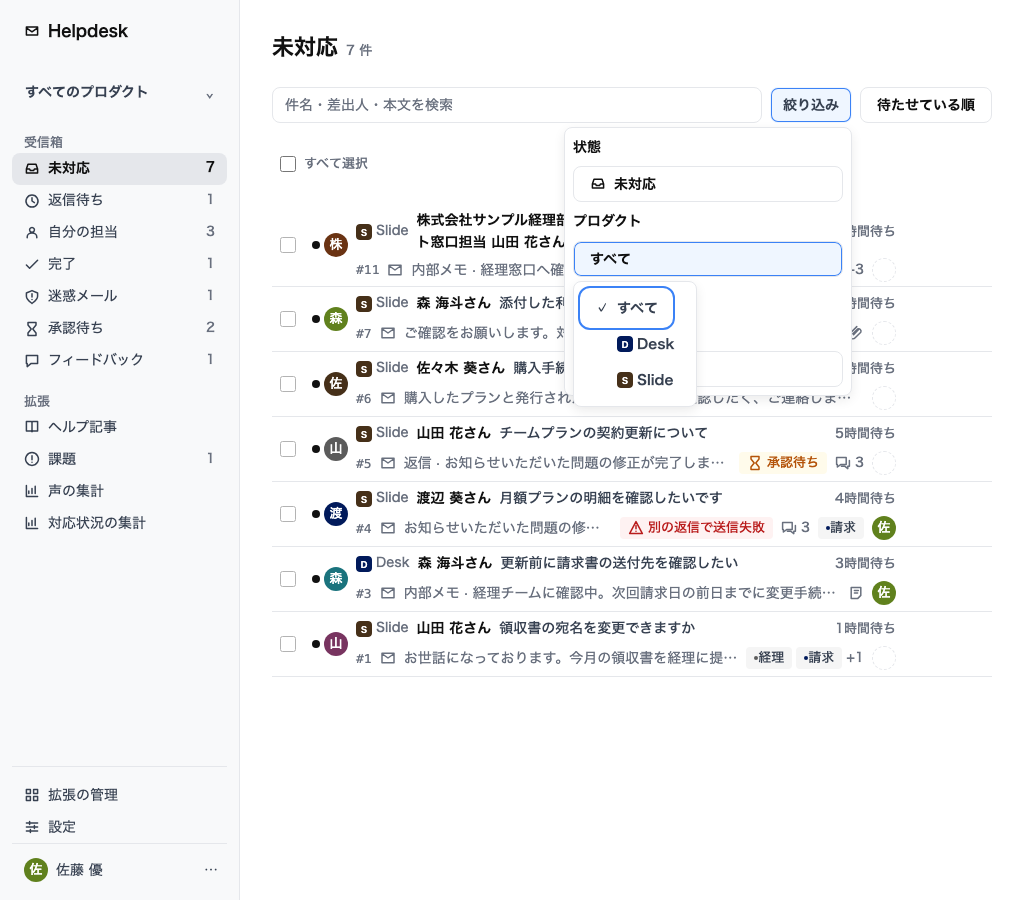 Helpdesk
すべてのプロダクト
受信箱
未対応 7
返信待ち 1
自分の担当 3
完了 1
迷惑メール 1
承認待ち 2
フィードバック 1
拡張
ヘルプ記事
課題 1
声の集計
対応状況の集計
拡張の管理
設定
佐 佐藤 優 …
未対応 7 件
件名・差出人・本文を検索 絞り込み 待たせている順
すべて選択
状態
未対応
プロダクト
すべて
✓ すべて
D Desk
S Slide
株 S Slide 株式会社サンプル経理部
ト窓口担当 山田 花さん 時間待ち
#11 内部メモ · 経理窓口へ確
森 S Slide 森 海斗さん 添付した 時間待ち
#7 ご確認をお願いします。
佐 S Slide 佐々木 葵さん 購入手続 時間待ち
#6 購入したプランと発行され 認したく、ご連絡しま…
山 S Slide 山田 花さん チームプランの契約更新について 5時間待ち
#5 返信 · お知らせいただいた問題の修正が完了しま… 承認待ち 3
渡 S Slide 渡辺 葵さん 月額プランの明細を確認したいです 4時間待ち
#4 お知らせいただいた問題の修… 別の返信で送信失敗 3 •請求 佐
森 D Desk 森 海斗さん 更新前に請求書の送付先を確認したい 3時間待ち
#3 内部メモ · 経理チームに確認中。次回請求日の前日までに変更手続… 佐
山 S Slide 山田 花さん 領収書の宛名を変更できますか 1時間待ち
#1 お世話になっております。今月の領収書を経理に提… •経理 •請求 +1